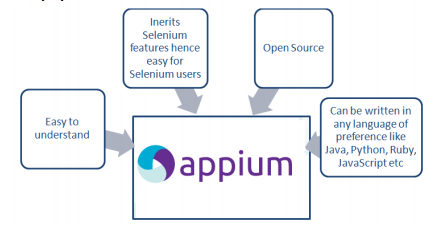 Inerits
Selenium
features hence
easy for
Selenium users
Open Source
Easy to
understand
Can be written in
any language of
preference like
Java, Python, Ruby,
JavaScript etc
appium